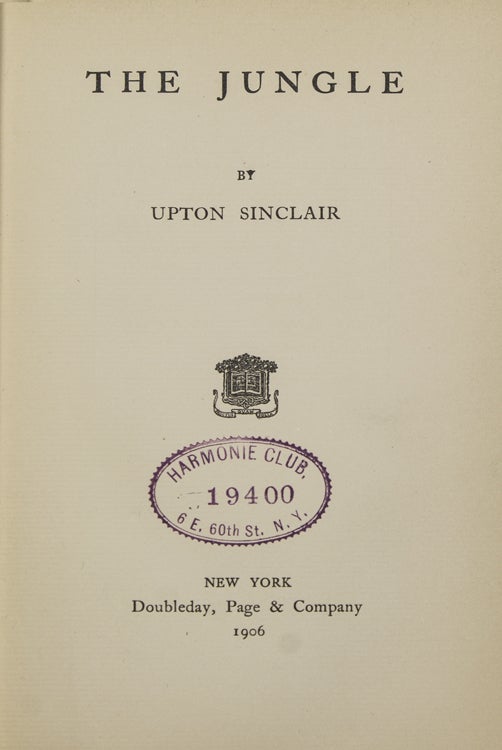 THE JUNGLE
BY
UPTON SINCLAIR
HARMONIE CLUB,
19400
6 E. 60th St. N. Y.
NEW YORK
Doubleday, Page & Company
1906